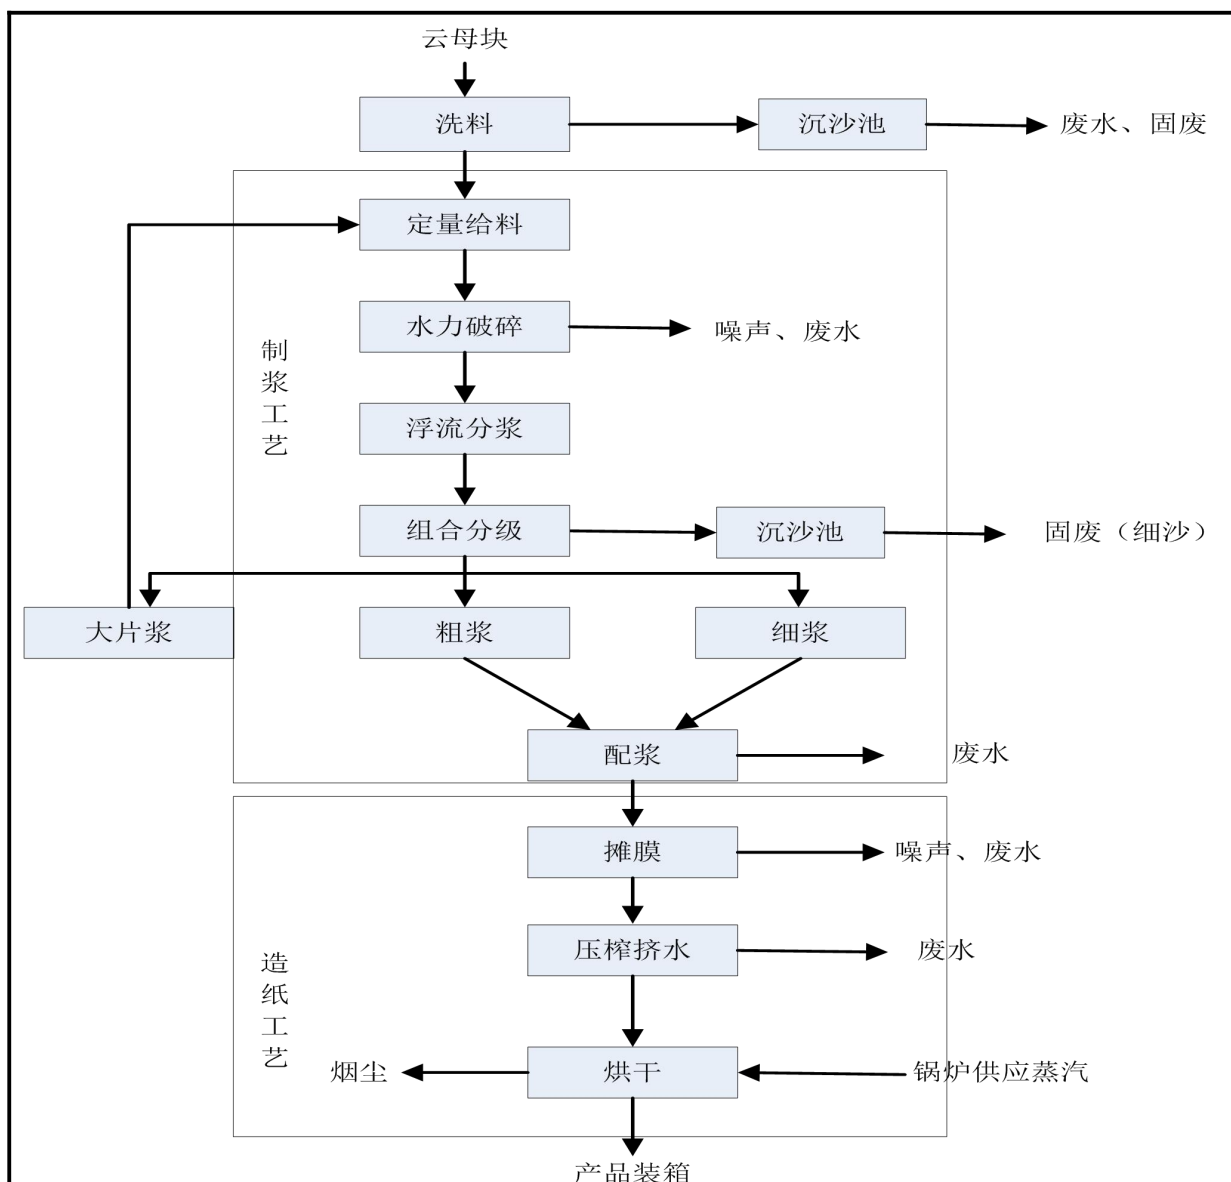 云母块
洗料
沉沙池
废水、固废
定量给料
水力破碎
噪声、废水
制浆工艺
浮流分浆
组合分级
沉沙池
固废（细沙）
大片浆
粗浆
细浆
配浆
废水
摊膜
噪声、废水
压榨挤水
废水
造纸工艺
烟尘
烘干
锅炉供应蒸汽
产品装箱